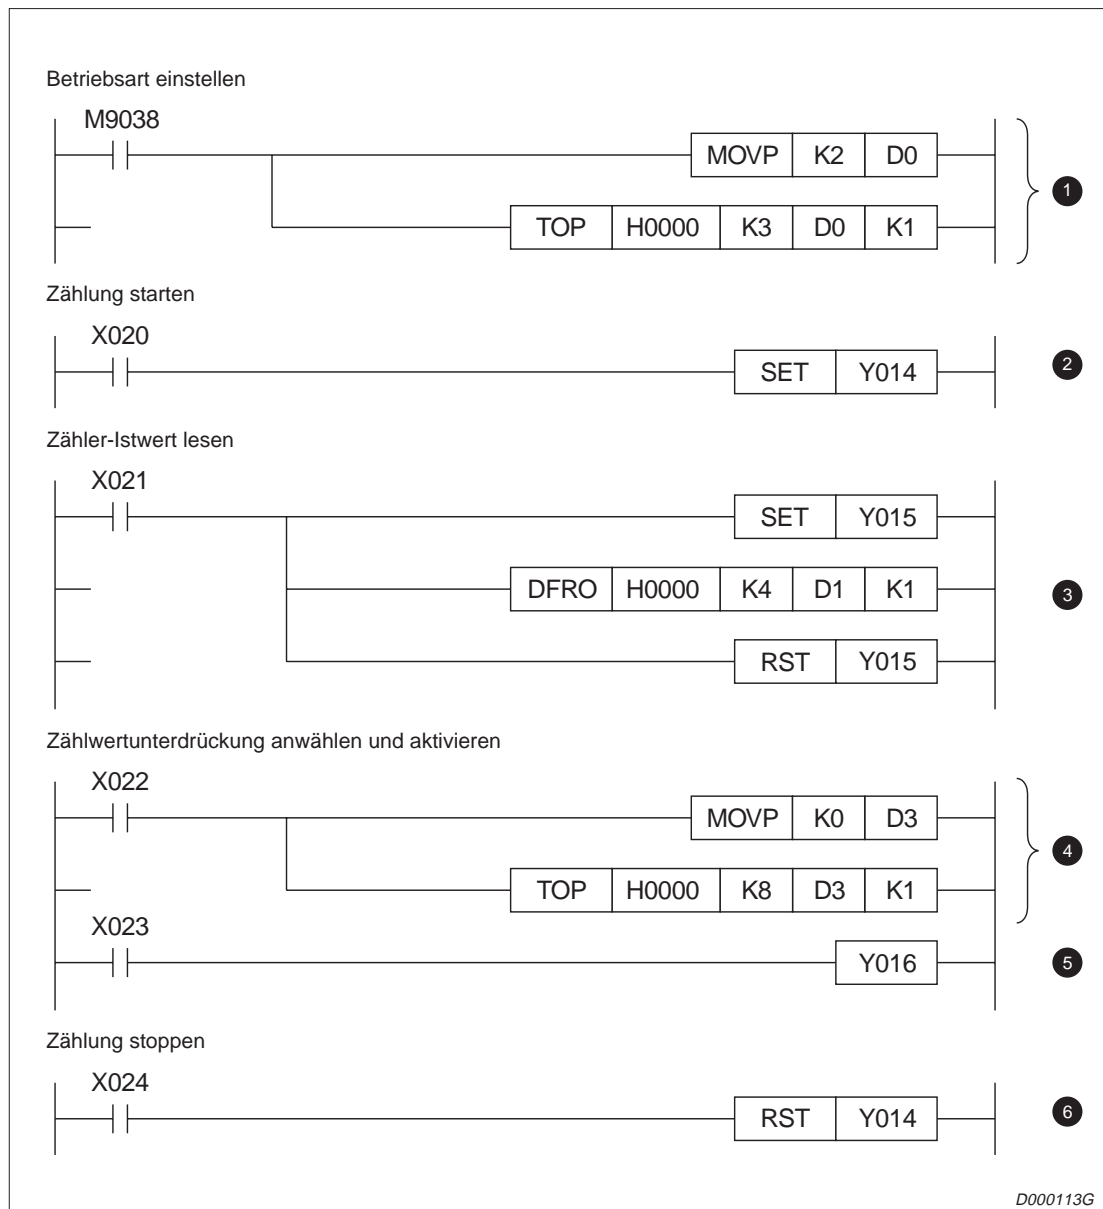 Betriebsart einstellen
M9038
MOVP K2 D0
TOP H0000 K3 D0 K1
1
Zählung starten
X020
SET Y014
2
Zähler-Istwert lesen
X021
SET Y015
DFRO H0000 K4 D1 K1
3
RST Y015
Zählwertunterdrückung anwählen und aktivieren
X022
MOVP K0 D3
4
TOP H0000 K8 D3 K1
X023
Y016
5
Zählung stoppen
X024
RST Y014
6
D000113G